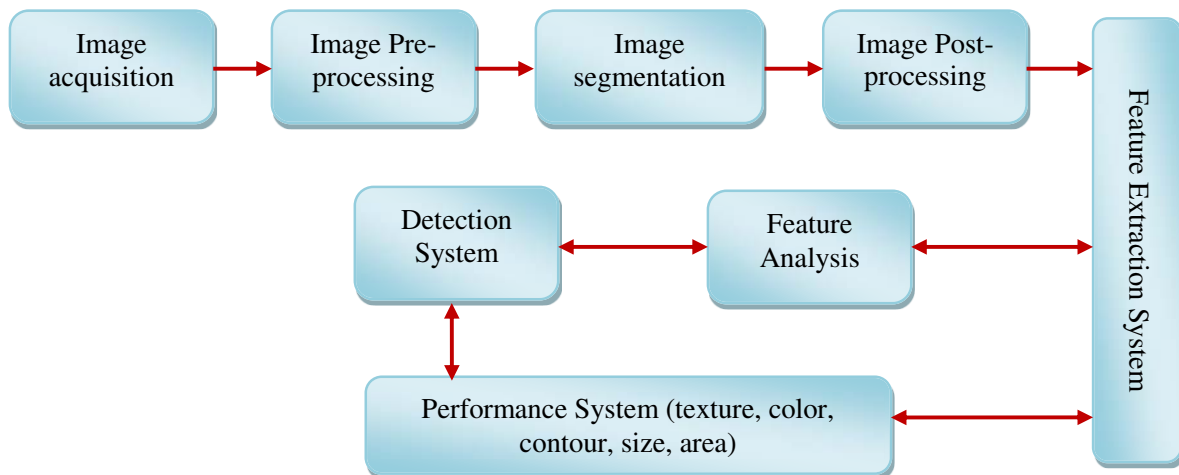 Image
acquisition
Image Pre-
processing
Image
segmentation
Image Post-
processing
Feature Extraction System
Detection
System
Feature
Analysis
Performance System (texture, color,
contour, size, area)